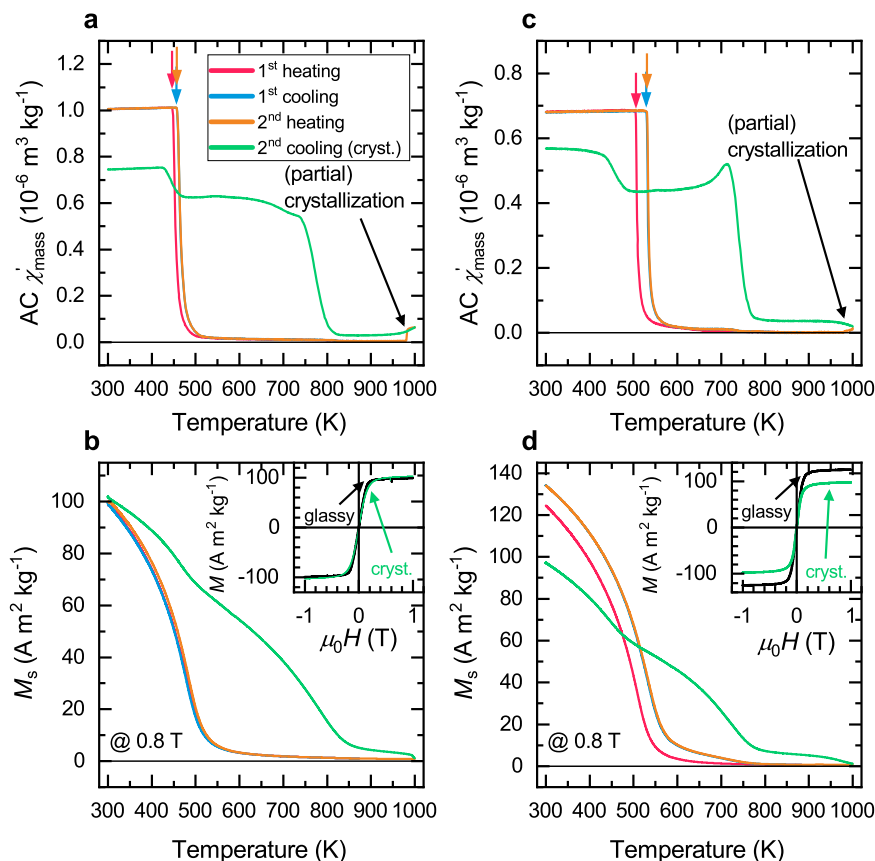 a
AC χ'mass (10⁻⁶ m³ kg⁻¹)
1.2
1.0
0.8
0.6
0.4
0.2
0.0
1st heating
1st cooling
2nd heating
2nd cooling (cryst.)
(partial)
crystallization
300 400 500 600 700 800 900 1000
Temperature (K)
c
AC χ'mass (10⁻⁶ m³ kg⁻¹)
0.8
0.6
0.4
0.2
0.0
(partial)
crystallization
300 400 500 600 700 800 900 1000
Temperature (K)
b
Ms (A m² kg⁻¹)
100
80
60
40
20
0
@ 0.8 T
M (A m² kg⁻¹)
100
0
-100
glassy
cryst.
-1 0 1
μ0H (T)
300 400 500 600 700 800 900 1000
Temperature (K)
d
Ms (A m² kg⁻¹)
140
120
100
80
60
40
20
0
@ 0.8 T
M (A m² kg⁻¹)
100
0
-100
glassy
cryst.
-1 0 1
μ0H (T)
300 400 500 600 700 800 900 1000
Temperature (K)